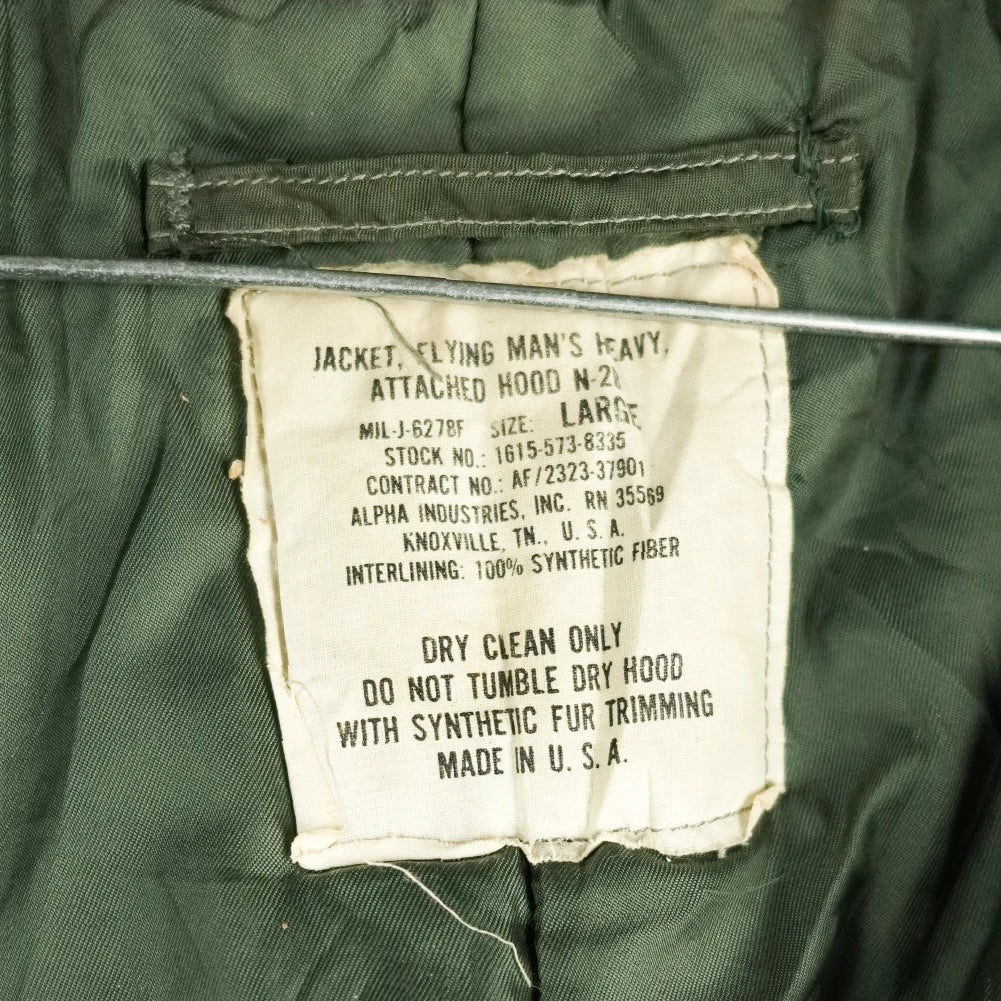 JACKET, FLYING MAN'S HEAVY,
ATTACHED HOOD
MIL-J-6278F SIZE: LARGE
STOCK NO.: 1615-573-8335
CONTRACT NO.: AF/2323-37901
ALPHA INDUSTRIES, INC. RN 35569
KNOXVILLE, TN., U. S. A.
INTERLINING: 100% SYNTHETIC FIBER
DRY CLEAN ONLY
DO NOT TUMBLE DRY HOOD
WITH SYNTHETIC FUR TRIMMING
MADE IN U. S. A.